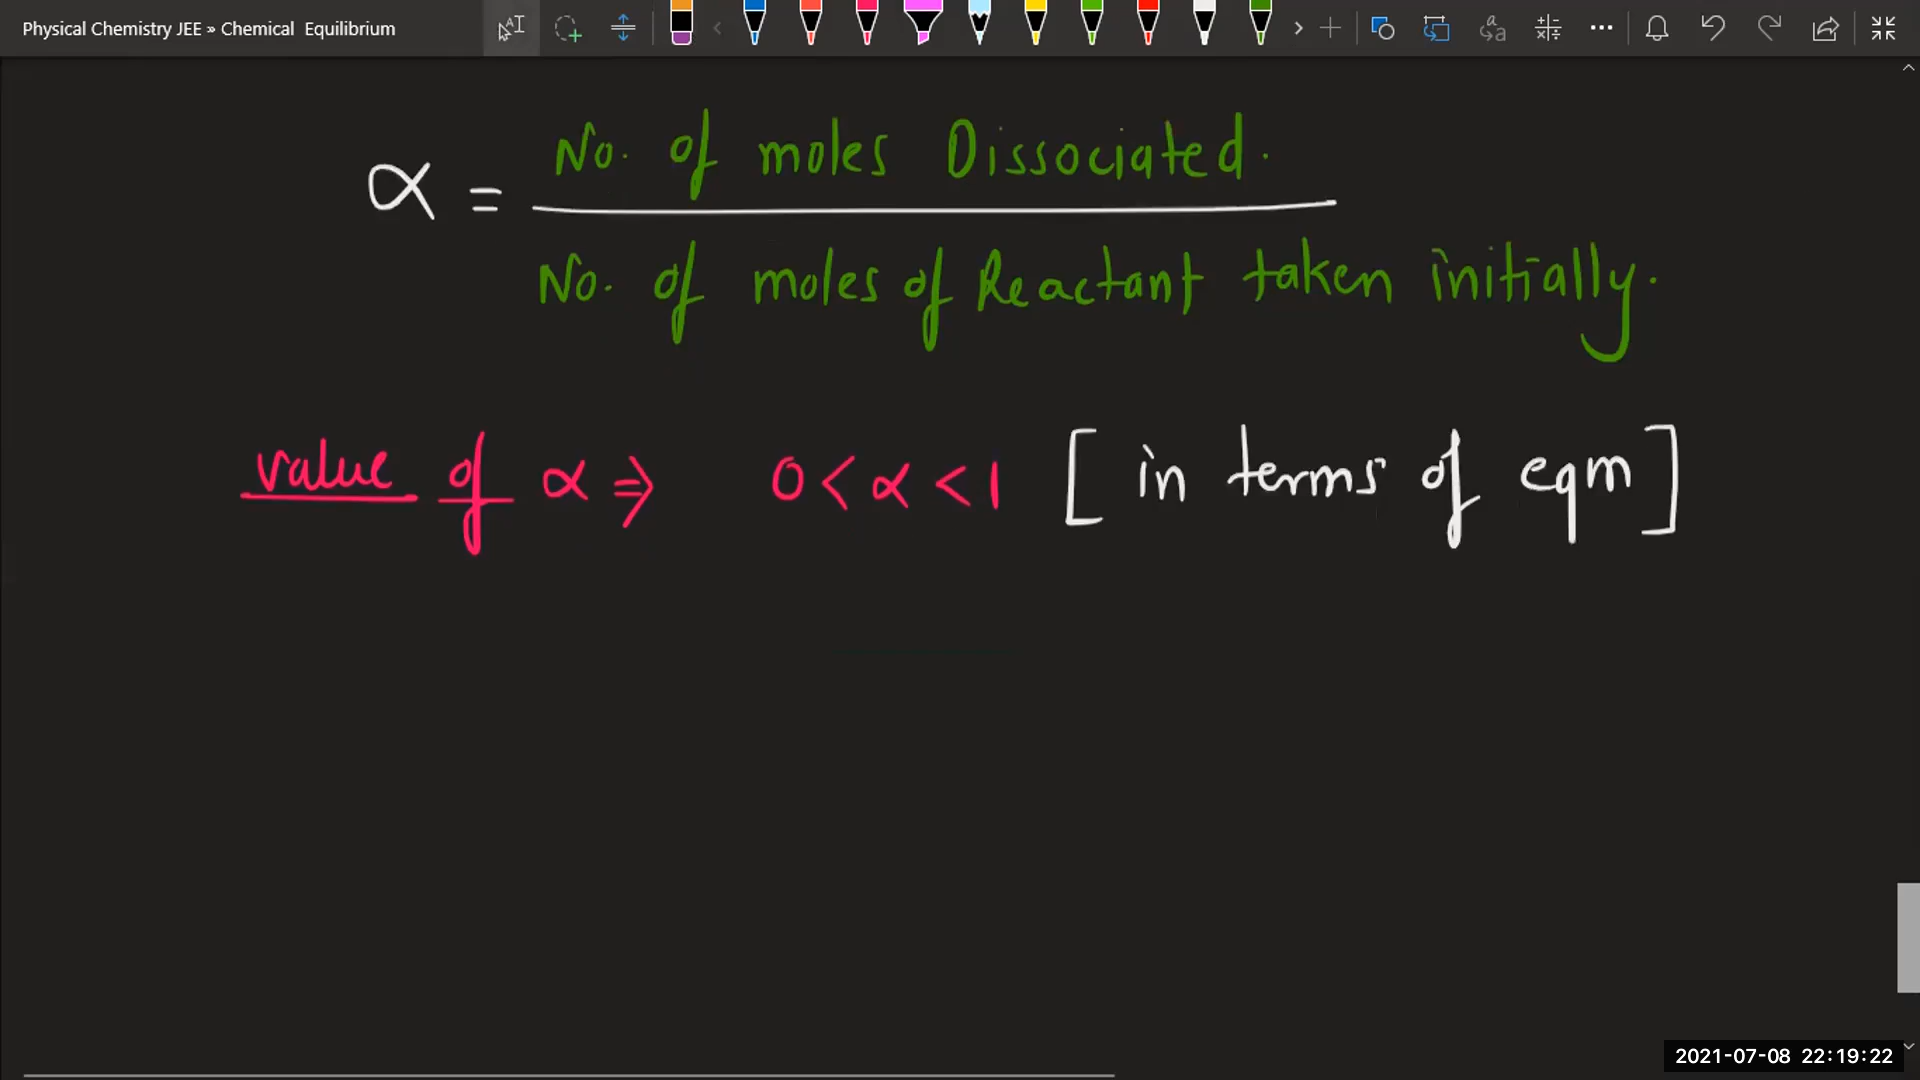 Physical Chemistry JEE » Chemical Equilibrium
No. of moles Dissociated.
α =
No. of moles of Reactant taken initially.
value of α ⇒ 0 < α < 1 [in terms of eqm]
2021-07-08 22:19:22